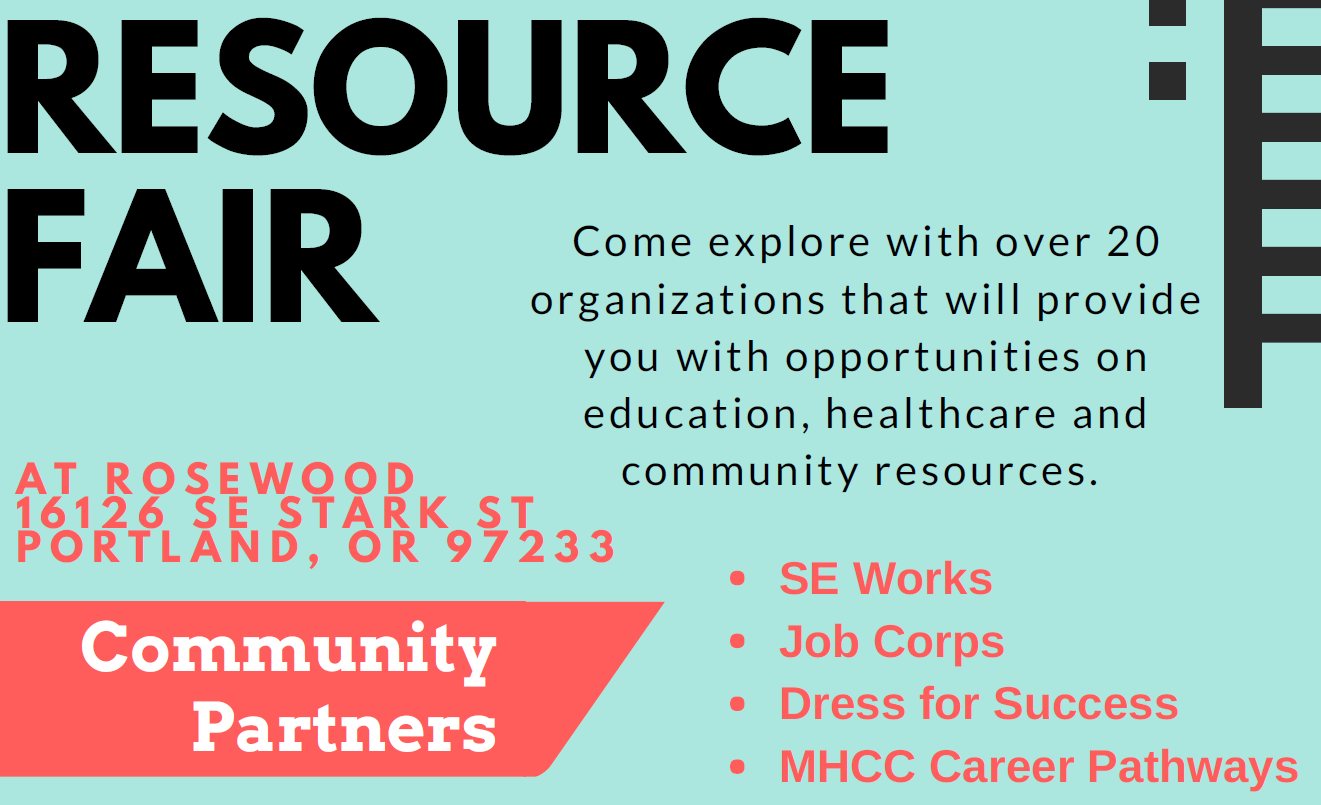 RESOURCE
FAIR
Come explore with over 20
organizations that will provide
you with opportunities on
education, healthcare and
community resources.
AT ROSEWOOD
16126 SE STARK ST
PORTLAND, OR 97233
Community
Partners
• SE Works
• Job Corps
• Dress for Success
• MHCC Career Pathways